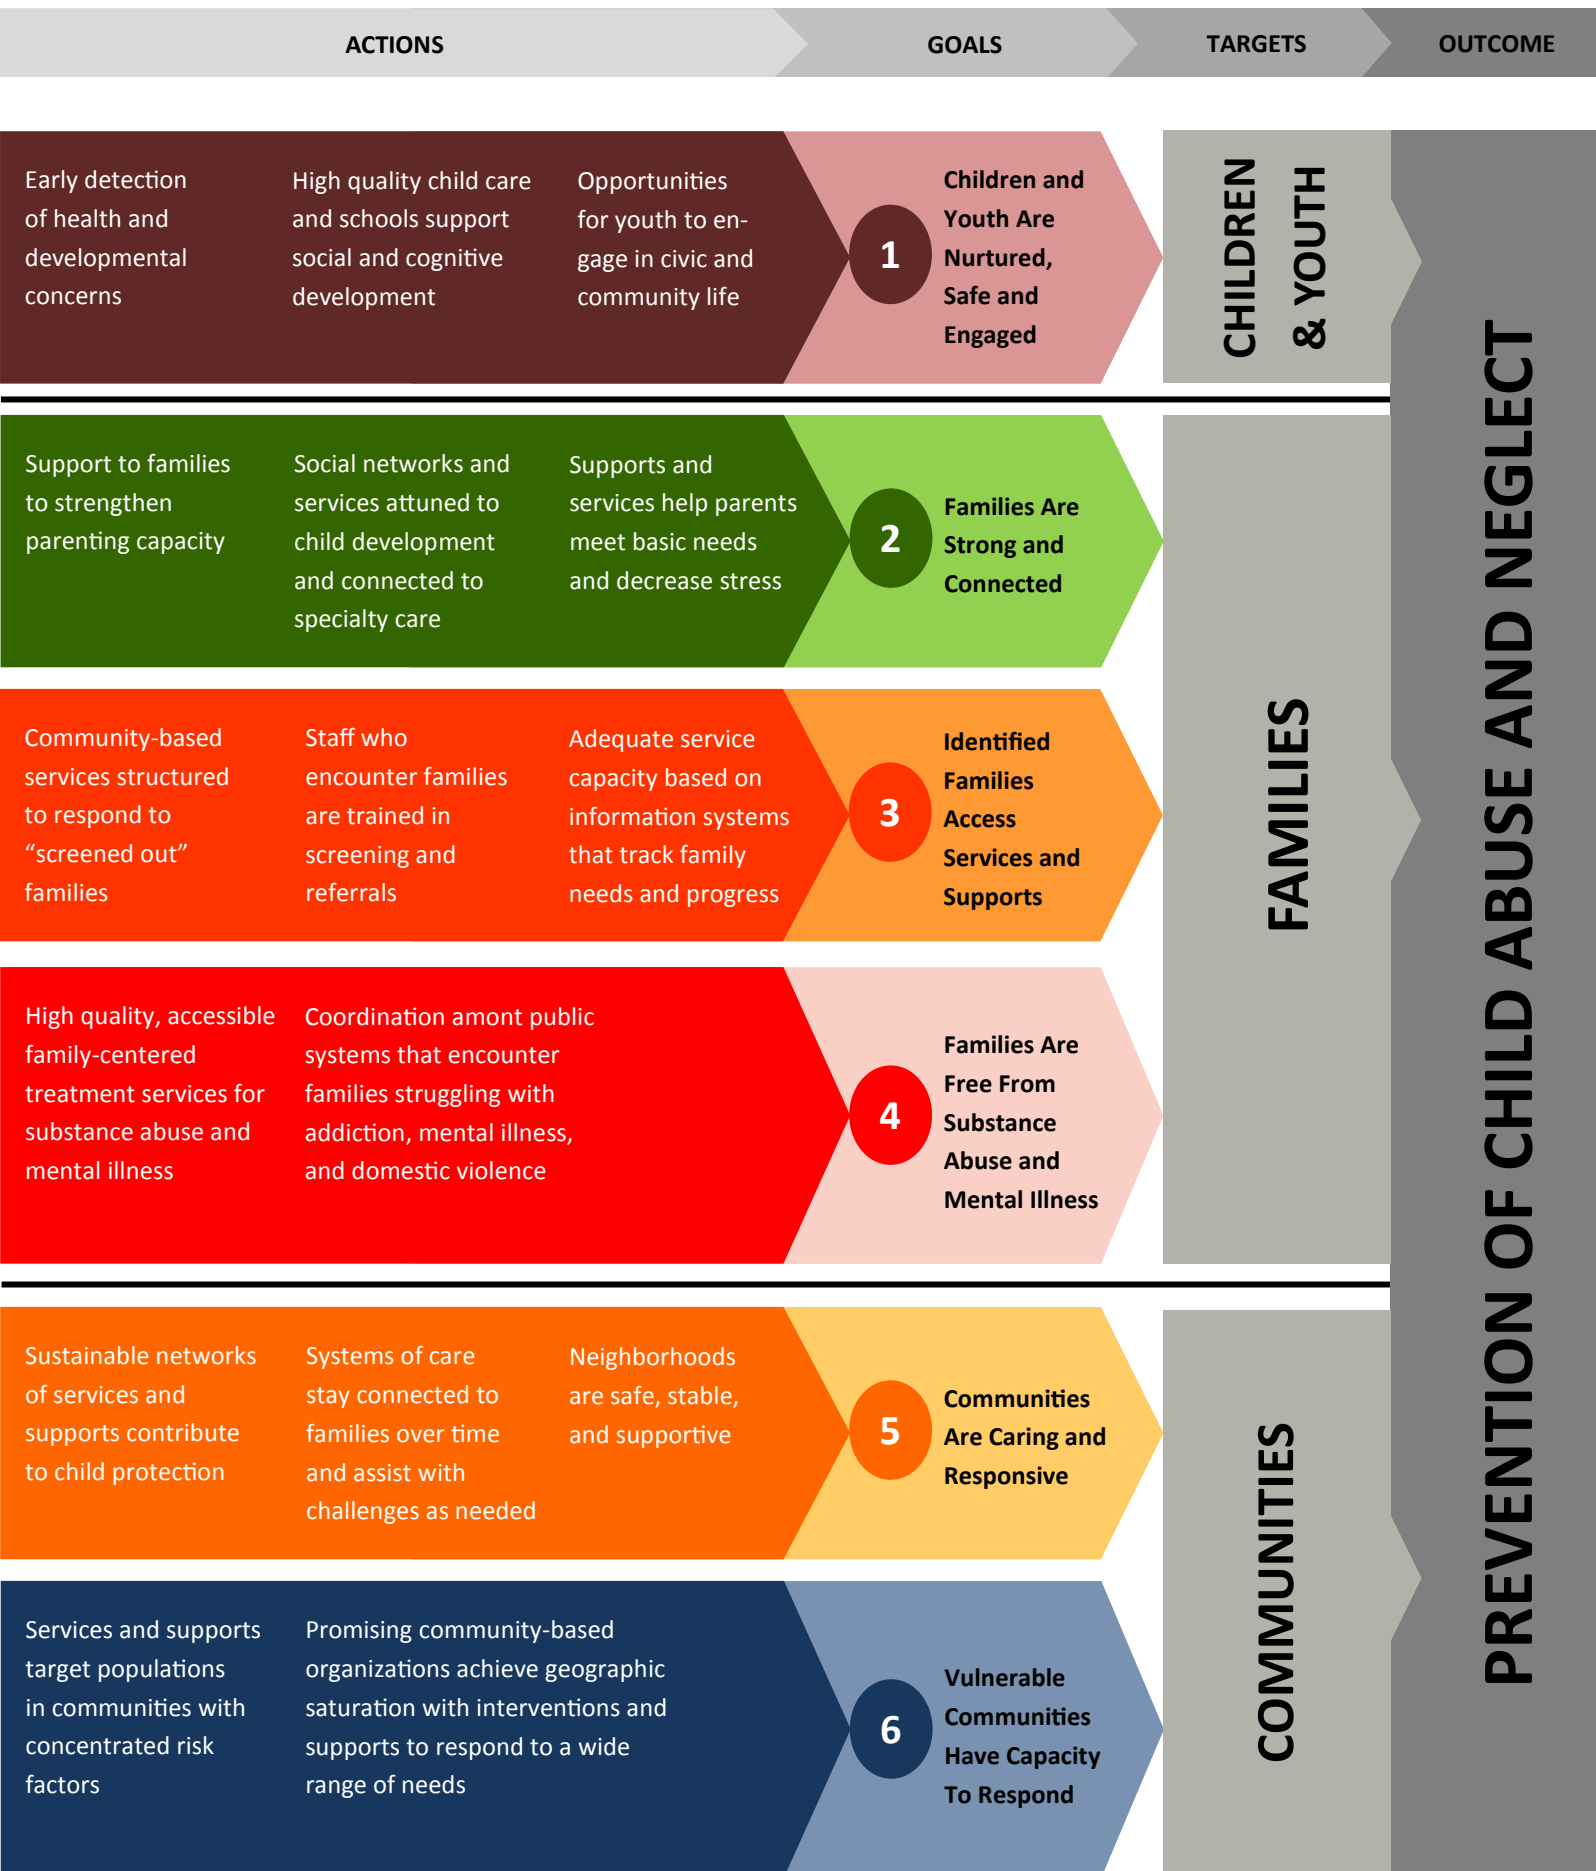 ACTIONS
GOALS
TARGETS
OUTCOME
Early detection
of health and
developmental
concerns
High quality child care
and schools support
social and cognitive
development
Opportunities
for youth to en-
gage in civic and
community life
1
Children and
Youth Are
Nurtured,
Safe and
Engaged
CHILDREN
& YOUTH
Support to families
to strengthen
parenting capacity
Social networks and
services attuned to
child development
and connected to
specialty care
Supports and
services help parents
meet basic needs
and decrease stress
2
Families Are
Strong and
Connected
Community-based
services structured
to respond to
“screened out”
families
Staff who
encounter families
are trained in
screening and
referrals
Adequate service
capacity based on
information systems
that track family
needs and progress
3
Identified
Families
Access
Services and
Supports
High quality, accessible
family-centered
treatment services for
substance abuse and
mental illness
Coordination amont public
systems that encounter
families struggling with
addiction, mental illness,
and domestic violence
4
Families Are
Free From
Substance
Abuse and
Mental Illness
FAMILIES
Sustainable networks
of services and
supports contribute
to child protection
Systems of care
stay connected to
families over time
and assist with
challenges as needed
Neighborhoods
are safe, stable,
and supportive
5
Communities
Are Caring and
Responsive
Services and supports
target populations
in communities with
concentrated risk
factors
Promising community-based
organizations achieve geographic
saturation with interventions and
supports to respond to a wide
range of needs
6
Vulnerable
Communities
Have Capacity
To Respond
COMMUNITIES
PREVENTION OF CHILD ABUSE AND NEGLECT